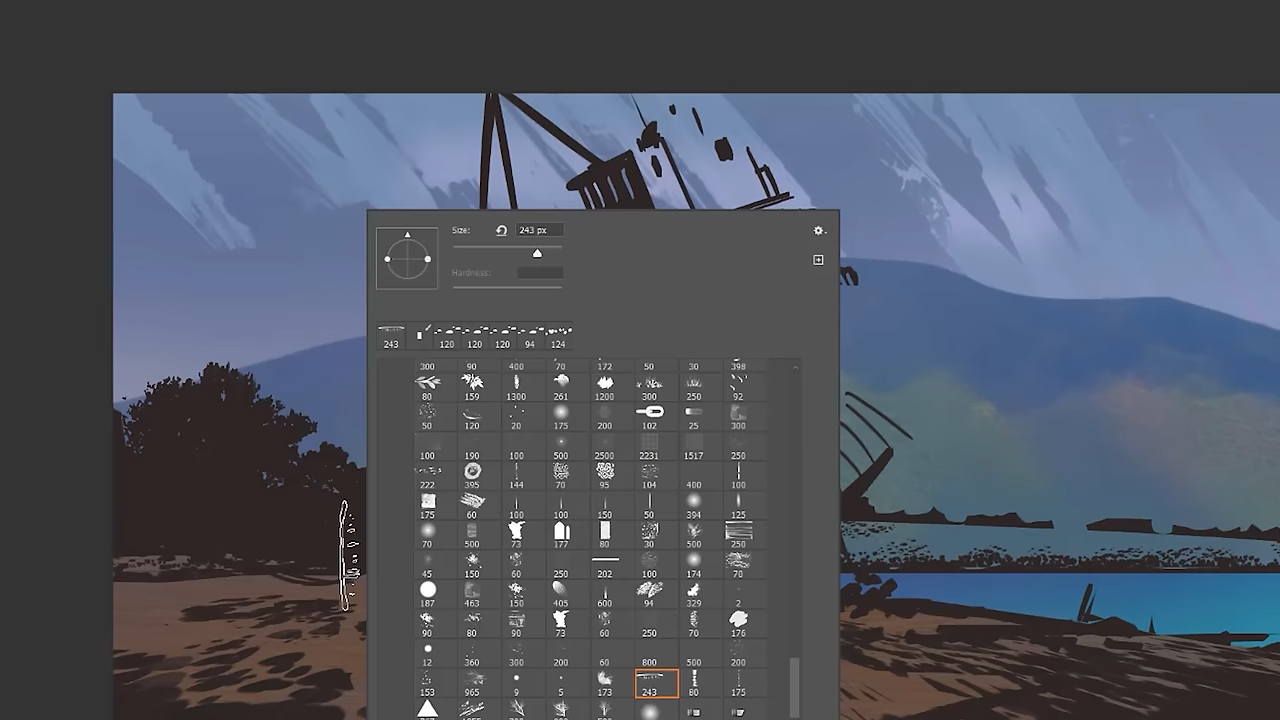 Size: 243 px
Hardness:
243 120 120 120 94 124
300 90 400 70 172 50 30 398
80 159 1300 261 1200 300 250 92
50 120 20 175 200 102 25 300
100 190 100 500 2500 2231 1517 250
222 395 144 70 95 104 400 100
175 60 100 100 150 50 394 125
70 500 73 177 80 30 500 250
45 150 60 250 202 100 174 70
187 463 150 405 600 94 329 2
90 80 90 73 60 250 70 176
12 360 300 200 60 800 500 200
153 965 9 5 173 243 80 175